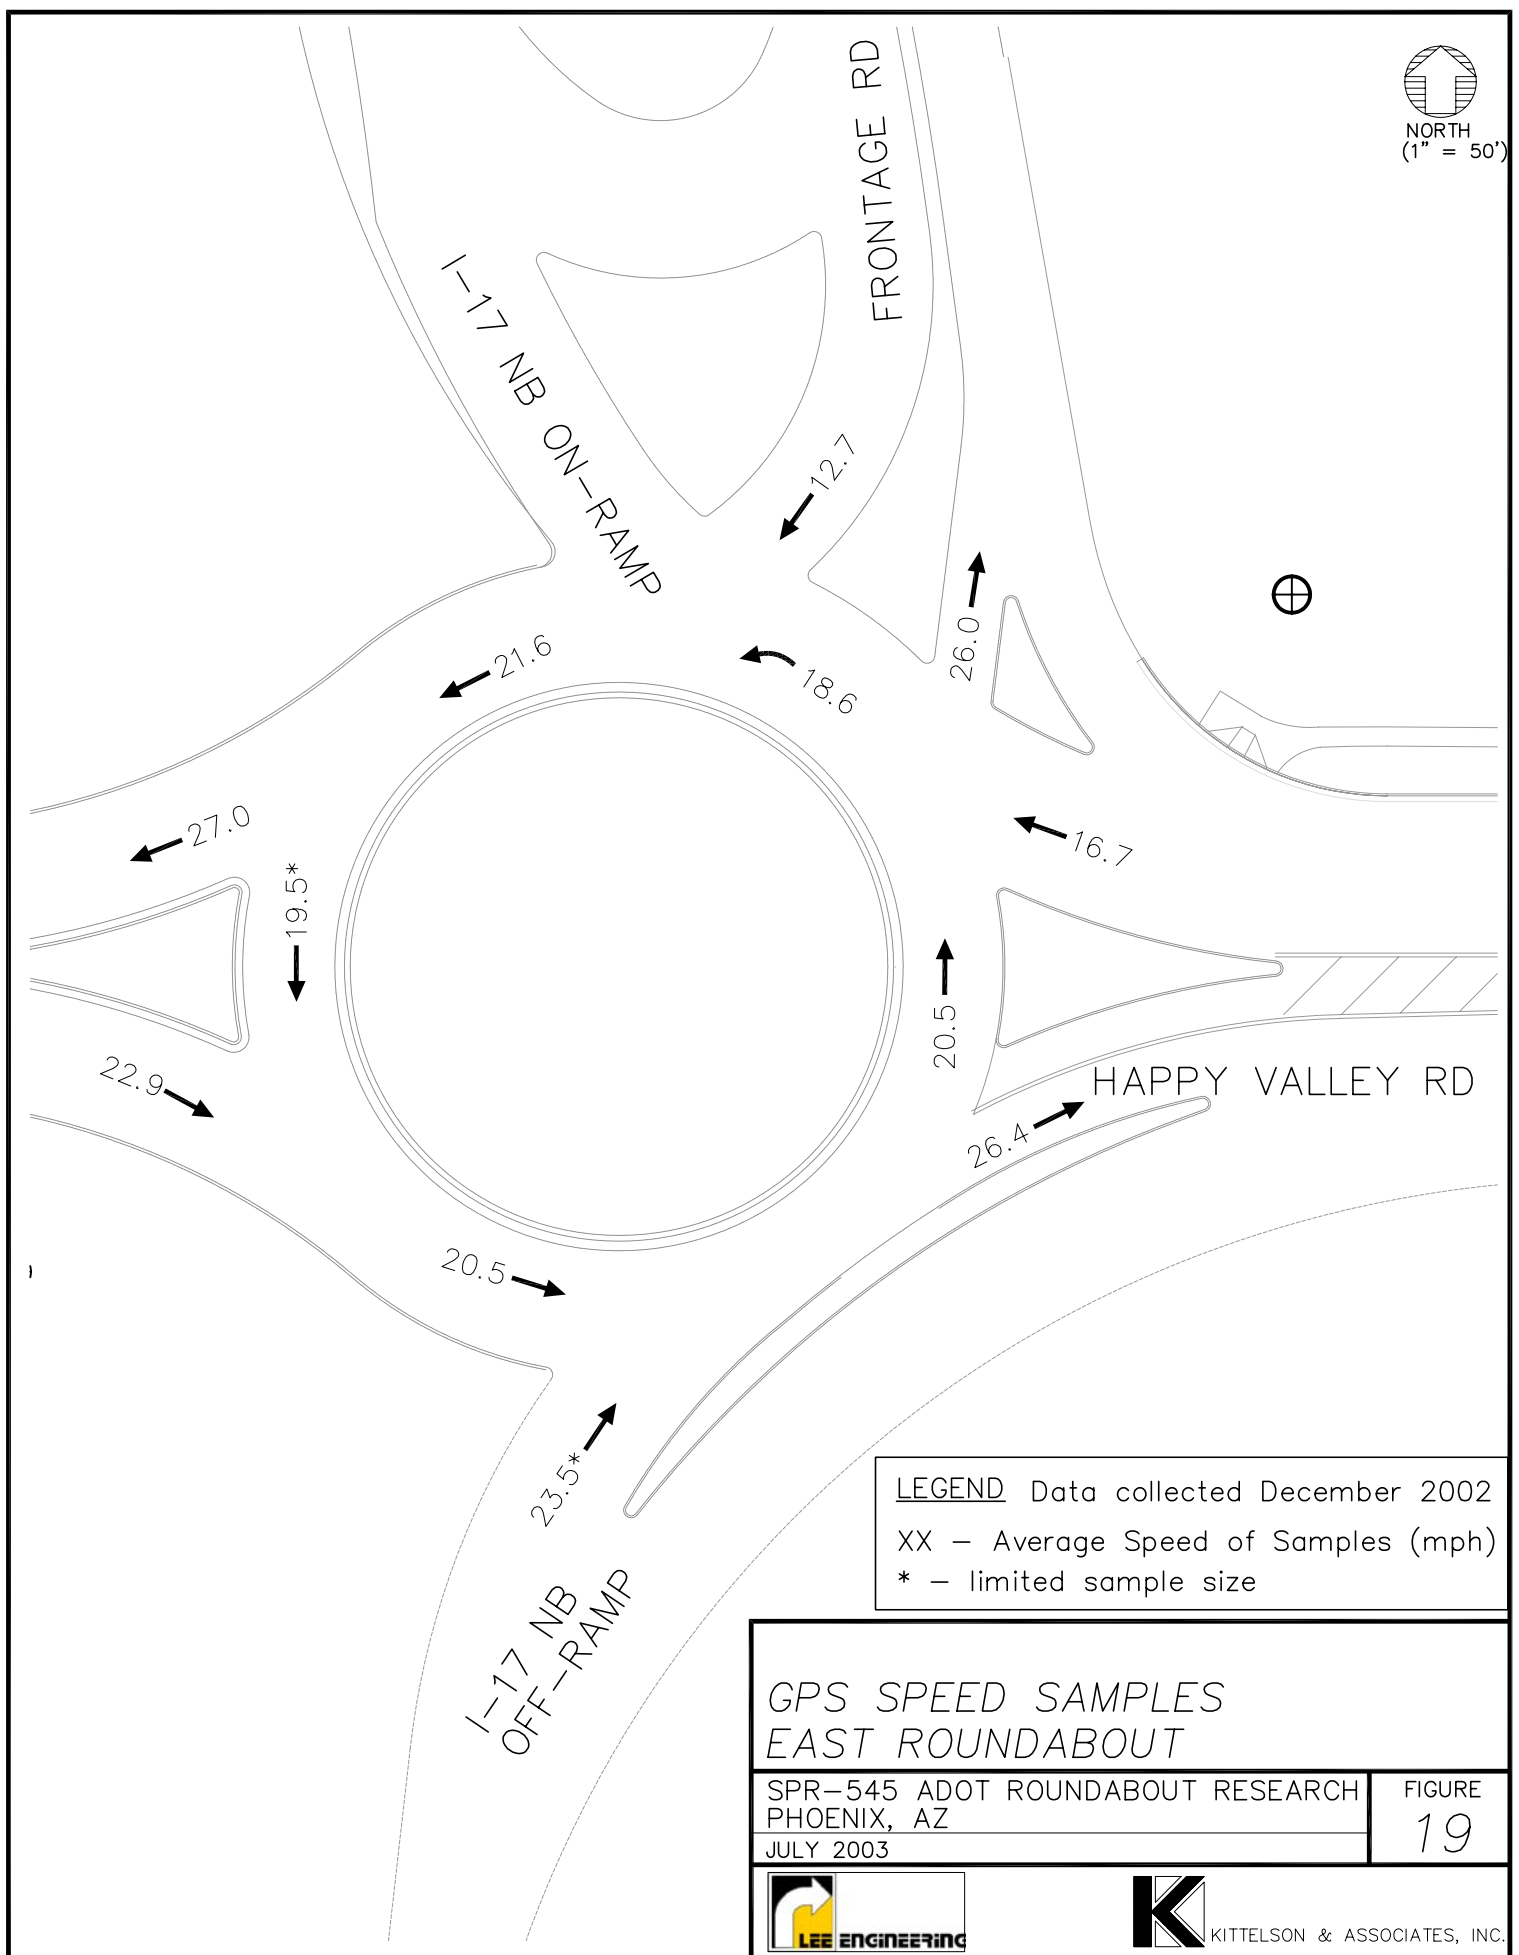 NORTH
(1" = 50')
FRONTAGE RD
I-17 NB ON-RAMP
12.7
26.0
21.6
18.6
27.0
16.7
19.5*
20.5
22.9
HAPPY VALLEY RD
26.4
20.5
23.5*
I-17 NB
OFF-RAMP
LEGEND Data collected December 2002
XX - Average Speed of Samples (mph)
* - limited sample size
GPS SPEED SAMPLES
EAST ROUNDABOUT
SPR-545 ADOT ROUNDABOUT RESEARCH
PHOENIX, AZ
JULY 2003
FIGURE
19
LEE ENGINEERING
K
KITTELSON & ASSOCIATES, INC.